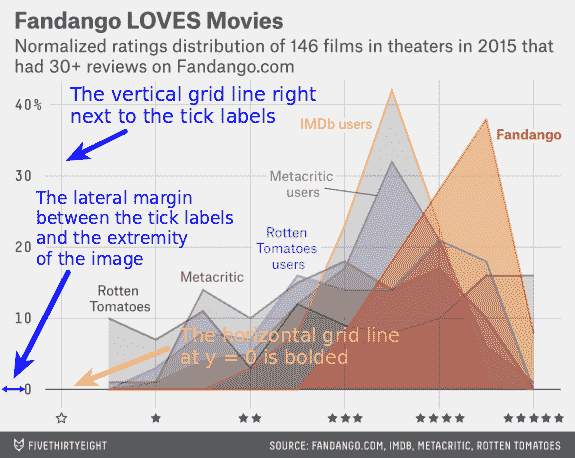 Fandango LOVES Movies
Normalized ratings distribution of 146 films in theaters in 2015 that
had 30+ reviews on Fandango.com
40%
The vertical grid line right
next to the tick labels
IMDb users
Fandango
30
Metacritic
users
The lateral margin
between the tick labels
and the extremity
of the image
20
Rotten
Tomatoes
users
Metacritic
Rotten
Tomatoes
10
The horizontal grid line
at y = 0 is bolded
0
FIVETHIRTYEIGHT
SOURCE: FANDANGO.COM, IMDB, METACRITIC, ROTTEN TOMATOES